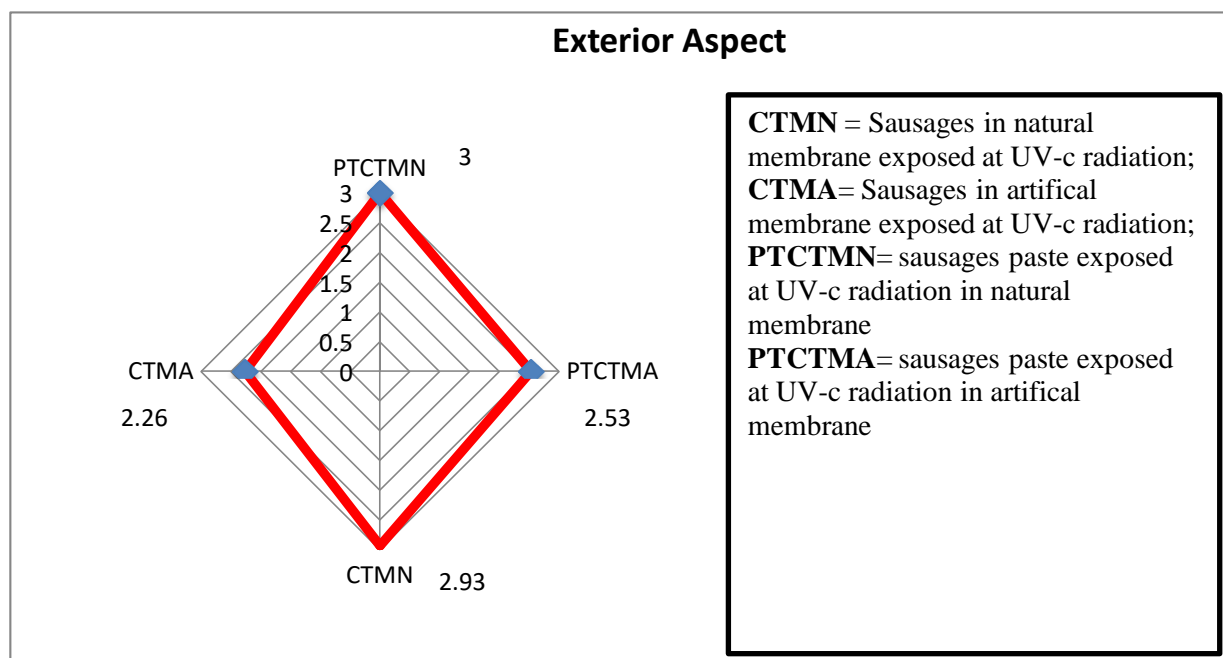 Exterior Aspect
PTCTMN
3
3
2.5
2
1.5
1
0.5
0
CTMA
2.26
PTCTMA
2.53
CTMN
2.93
CTMN = Sausages in natural
membrane exposed at UV-c radiation;
CTMA= Sausages in artifical
membrane exposed at UV-c radiation;
PTCTMN= sausages paste exposed
at UV-c radiation in natural
membrane
PTCTMA= sausages paste exposed
at UV-c radiation in artifical
membrane